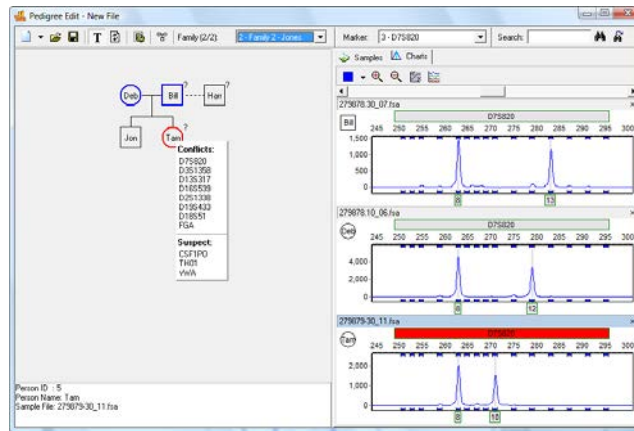 Pedigree Edit - New File
Family (2/2): 2 - Family 2 - Jones Marker: 3 - D7S820 Search:
Samples Charts
279878.30_07.fsa
Bill D7S820
245 250 255 260 265 270 275 280 285 290 295 300
1,500
1,000
500
0
8 13
279878.10_06.fsa
Deb D7S820
245 250 255 260 265 270 275 280 285 290 295 300
4,000
2,000
0
8 12
279879-30_11.fsa
Tam D7S820
245 250 255 260 265 270 275 280 285 290 295 300
2,000
1,000
0
8 10
Deb Bill ? Han ?
Jon Tam ?
Conflicts:
D7S820
D3S1358
D13S317
D16S539
D2S1338
D19S433
D18S51
FGA
Suspect:
CSF1PO
TH01
vWA
Person ID : 5
Person Name: Tam
Sample File: 279879-30_11.fsa